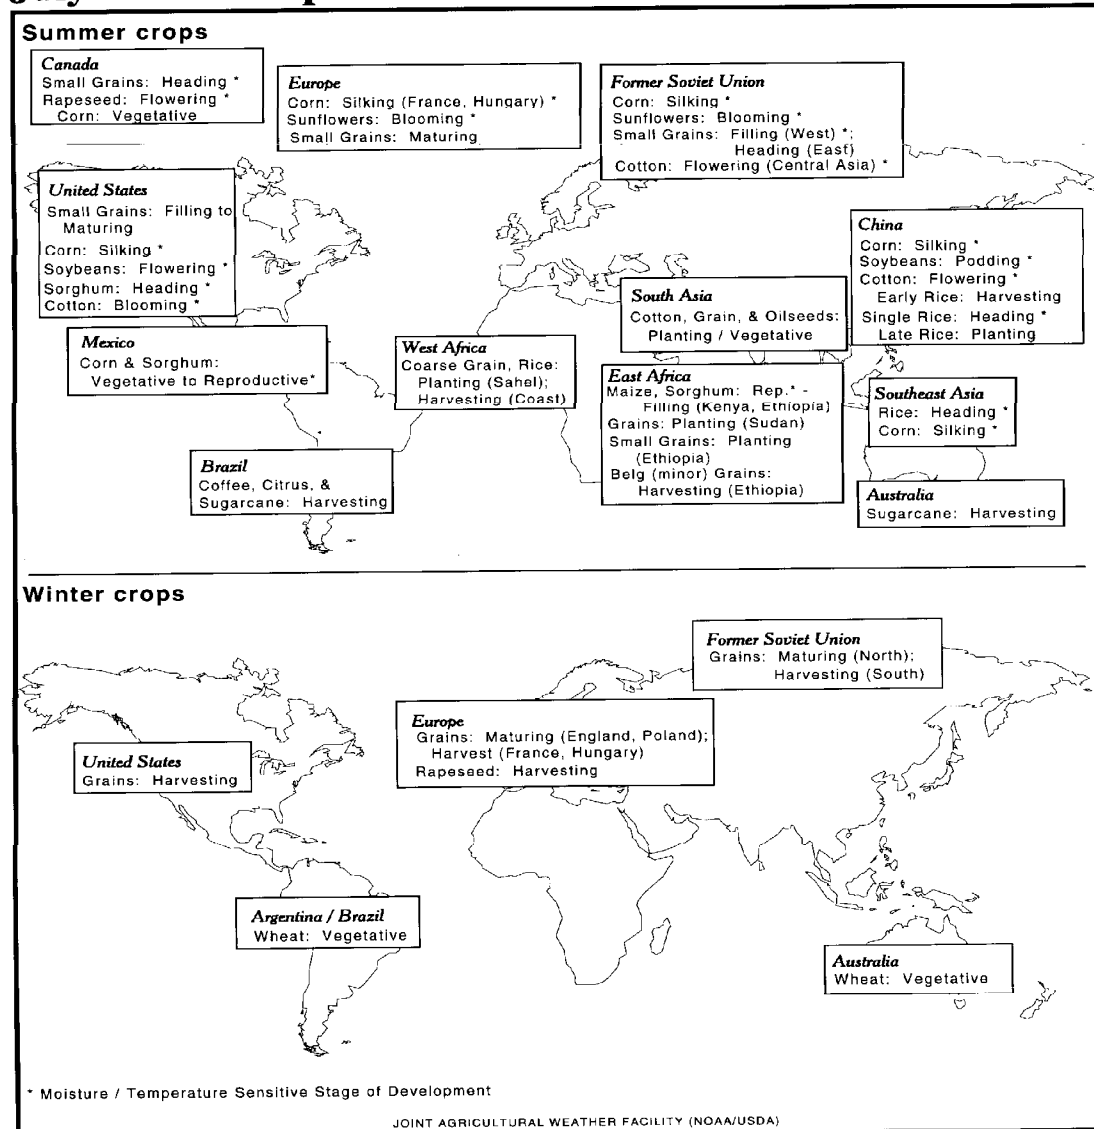 Summer crops
Canada
Small Grains: Heading *
Rapeseed: Flowering *
Corn: Vegetative
Europe
Corn: Silking (France, Hungary) *
Sunflowers: Blooming *
Small Grains: Maturing
Former Soviet Union
Corn: Silking *
Sunflowers: Blooming *
Small Grains: Filling (West) *;
Heading (East)
Cotton: Flowering (Central Asia) *
United States
Small Grains: Filling to
Maturing
Corn: Silking *
Soybeans: Flowering *
Sorghum: Heading *
Cotton: Blooming *
China
Corn: Silking *
Soybeans: Podding *
Cotton: Flowering *
Early Rice: Harvesting
Single Rice: Heading *
Late Rice: Planting
South Asia
Cotton, Grain, & Oilseeds:
Planting / Vegetative
Mexico
Corn & Sorghum:
Vegetative to Reproductive*
West Africa
Coarse Grain, Rice:
Planting (Sahel);
Harvesting (Coast)
East Africa
Maize, Sorghum: Rep.* -
Filling (Kenya, Ethiopia)
Grains: Planting (Sudan)
Small Grains: Planting
(Ethiopia)
Belg (minor) Grains:
Harvesting (Ethiopia)
Southeast Asia
Rice: Heading *
Corn: Silking *
Brazil
Coffee, Citrus, &
Sugarcane: Harvesting
Australia
Sugarcane: Harvesting
Winter crops
Former Soviet Union
Grains: Maturing (North);
Harvesting (South)
Europe
Grains: Maturing (England, Poland);
Harvest (France, Hungary)
Rapeseed: Harvesting
United States
Grains: Harvesting
Argentina / Brazil
Wheat: Vegetative
Australia
Wheat: Vegetative
* Moisture / Temperature Sensitive Stage of Development
JOINT AGRICULTURAL WEATHER FACILITY (NOAA/USDA)